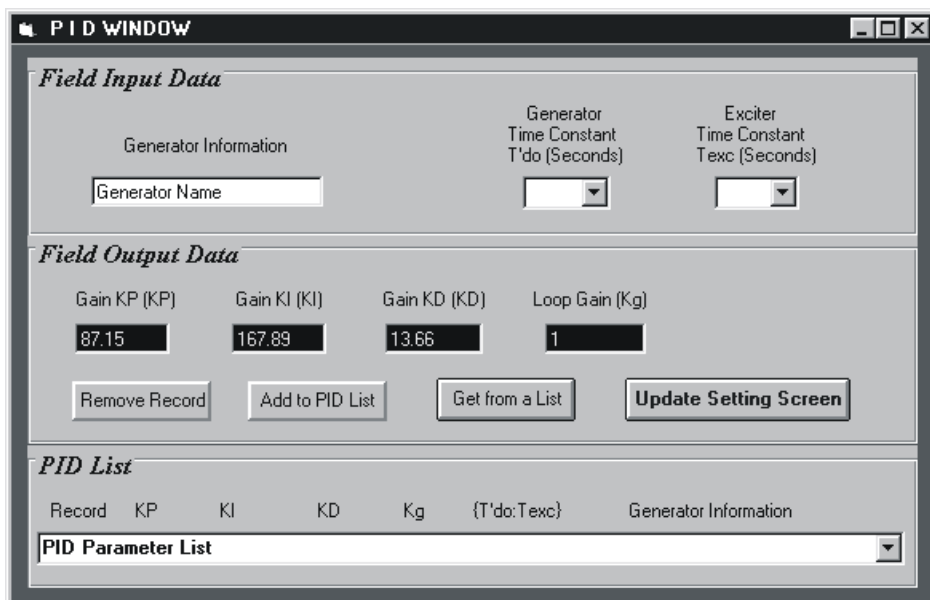 P I D WINDOW
Field Input Data
Generator Information
Generator
Time Constant
T'do (Seconds)
Exciter
Time Constant
Texc (Seconds)
Generator Name
Field Output Data
Gain KP (KP) Gain KI (KI) Gain KD (KD) Loop Gain (Kg)
87.15 167.89 13.66 1
Remove Record Add to PID List Get from a List Update Setting Screen
PID List
Record KP KI KD Kg {T'do:Texc} Generator Information
PID Parameter List